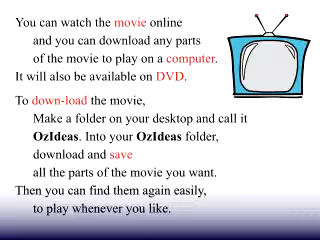 You can watch the movie online
and you can download any parts
of the movie to play on a computer.
It will also be available on DVD.
To down-load the movie,
Make a folder on your desktop and call it
OzIdeas. Into your OzIdeas folder,
download and save
all the parts of the movie you want.
Then you can find them again easily,
to play whenever you like.